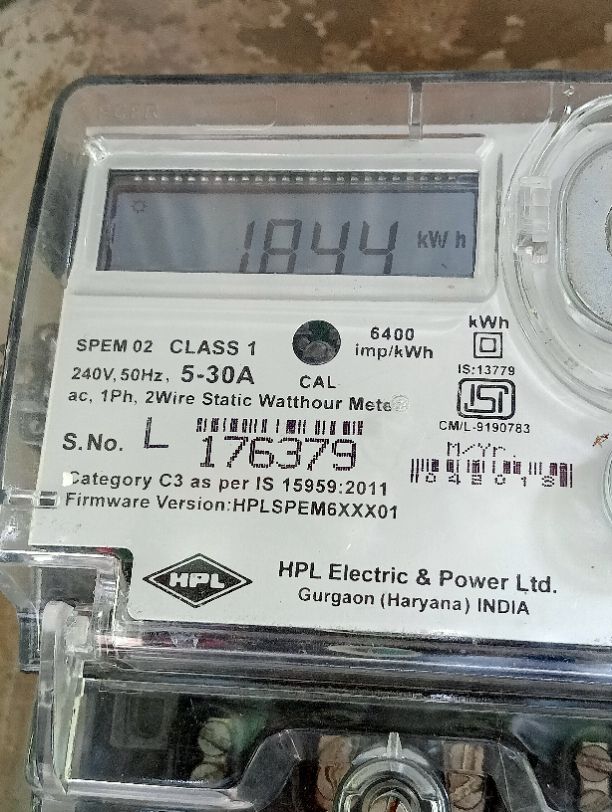 1844 kWh
SPEM 02 CLASS 1
6400
imp/kWh
kWh
240V, 50Hz, 5-30A
CAL
IS:13779
ac, 1Ph, 2Wire Static Watthour Meter
ISI
CM/L-9190783
S.No. L 176379
M/Yr.
042018
Category C3 as per IS 15959:2011
Firmware Version:HPLSPEM6XXX01
HPL
HPL Electric & Power Ltd.
Gurgaon (Haryana) INDIA